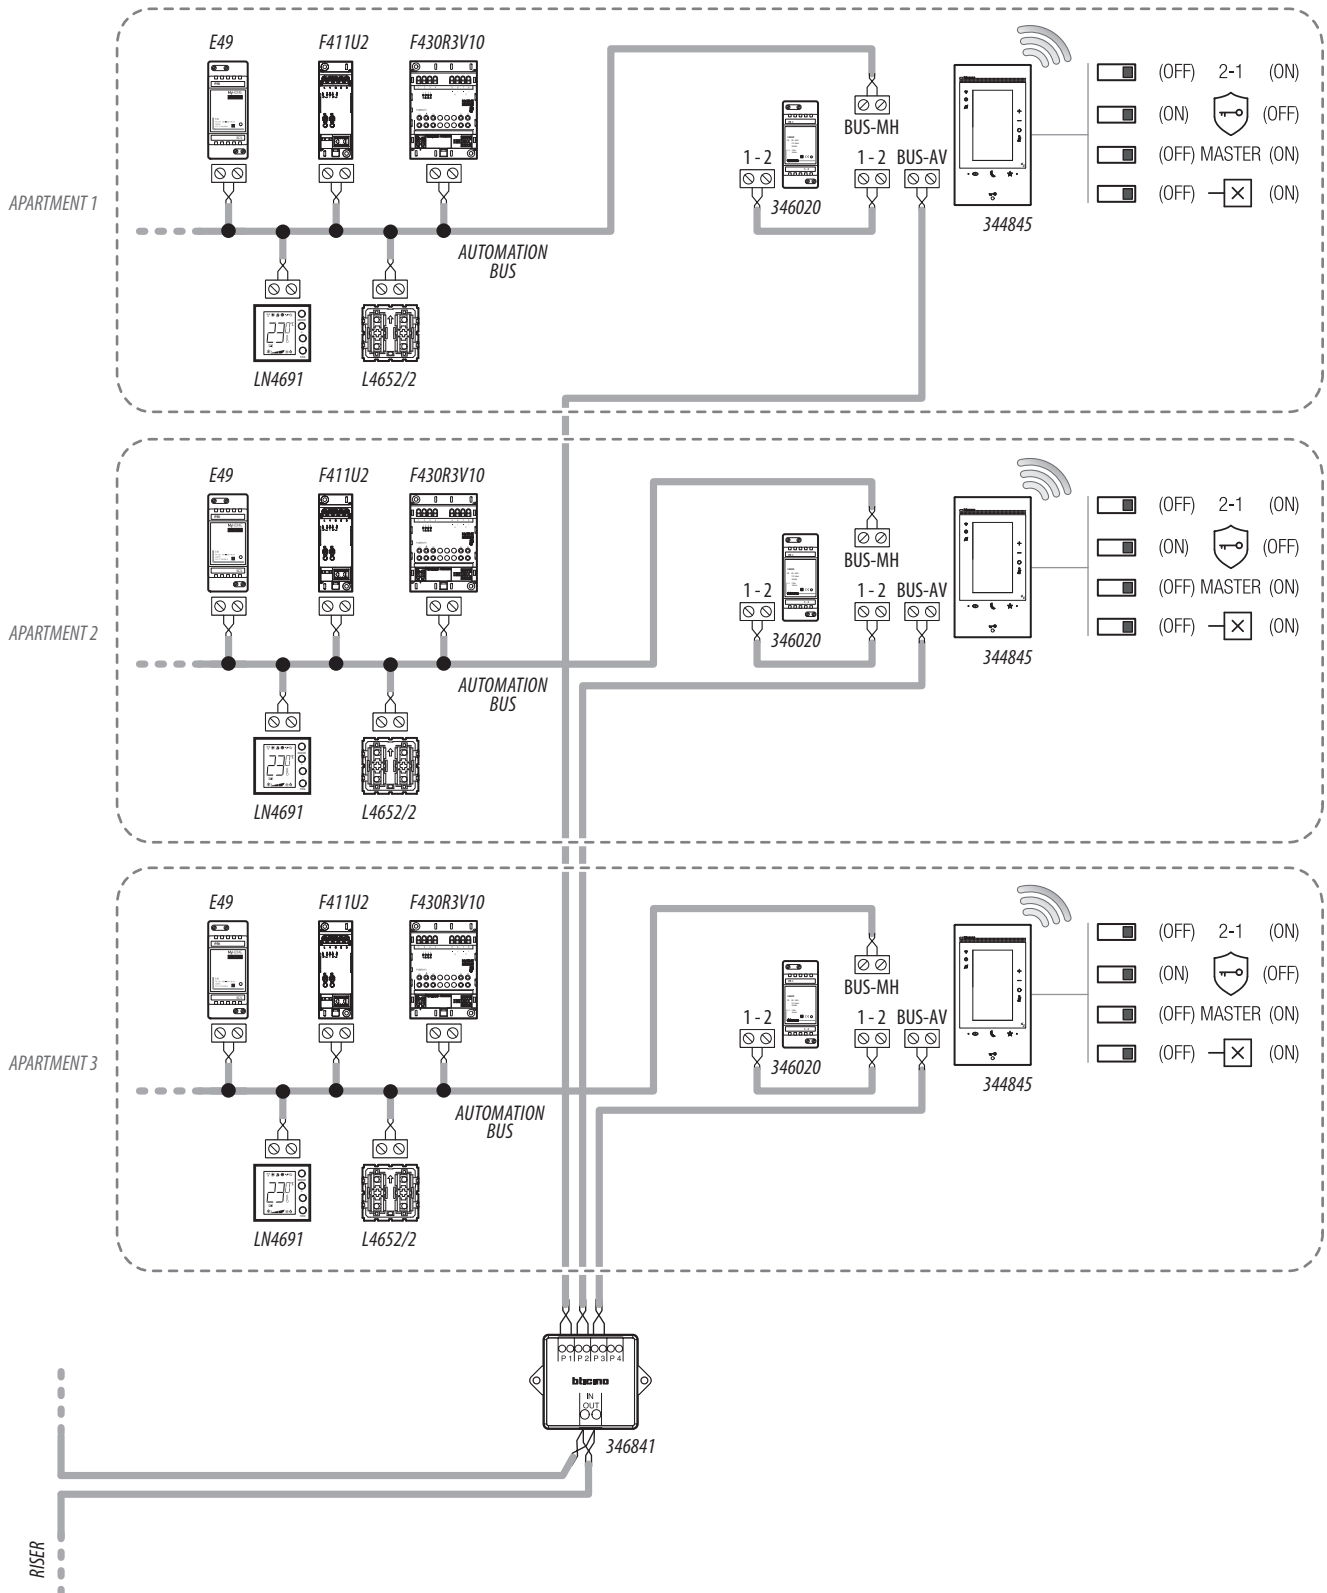 E49 F411U2 F430R3V10
(OFF) 2-1 (ON)
(ON) (OFF)
BUS-MH
1 - 2 1 - 2 BUS-AV
(OFF) MASTER (ON)
(OFF) (ON)
APARTMENT 1
346020
344845
AUTOMATION
BUS
LN4691 L4652/2
E49 F411U2 F430R3V10
(OFF) 2-1 (ON)
(ON) (OFF)
BUS-MH
1 - 2 1 - 2 BUS-AV
(OFF) MASTER (ON)
(OFF) (ON)
APARTMENT 2
346020
344845
AUTOMATION
BUS
LN4691 L4652/2
E49 F411U2 F430R3V10
(OFF) 2-1 (ON)
(ON) (OFF)
BUS-MH
1 - 2 1 - 2 BUS-AV
(OFF) MASTER (ON)
(OFF) (ON)
APARTMENT 3
346020
344845
AUTOMATION
BUS
LN4691 L4652/2
P1 P2 P3 P4
bticino
IN
OUT
346841
RISER